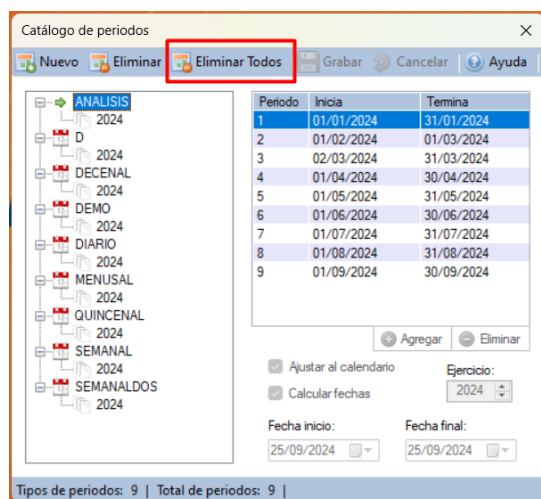 Catálogo de periodos
Nuevo Eliminar Eliminar Todos Grabar Cancelar Ayuda
ANALISIS
2024
D
2024
DECENAL
2024
DEMO
2024
DIARIO
2024
MENUSAL
2024
QUINCENAL
2024
SEMANAL
2024
SEMANALDOS
2024
Periodo Inicia Termina
1 01/01/2024 31/01/2024
2 01/02/2024 01/03/2024
3 02/03/2024 31/03/2024
4 01/04/2024 30/04/2024
5 01/05/2024 31/05/2024
6 01/06/2024 30/06/2024
7 01/07/2024 31/07/2024
8 01/08/2024 31/08/2024
9 01/09/2024 30/09/2024
Agregar Eliminar
Ajustar al calendario Ejercicio:
Calcular fechas 2024
Fecha inicio: Fecha final:
25/09/2024 25/09/2024
Tipos de periodos: 9 | Total de periodos: 9 |